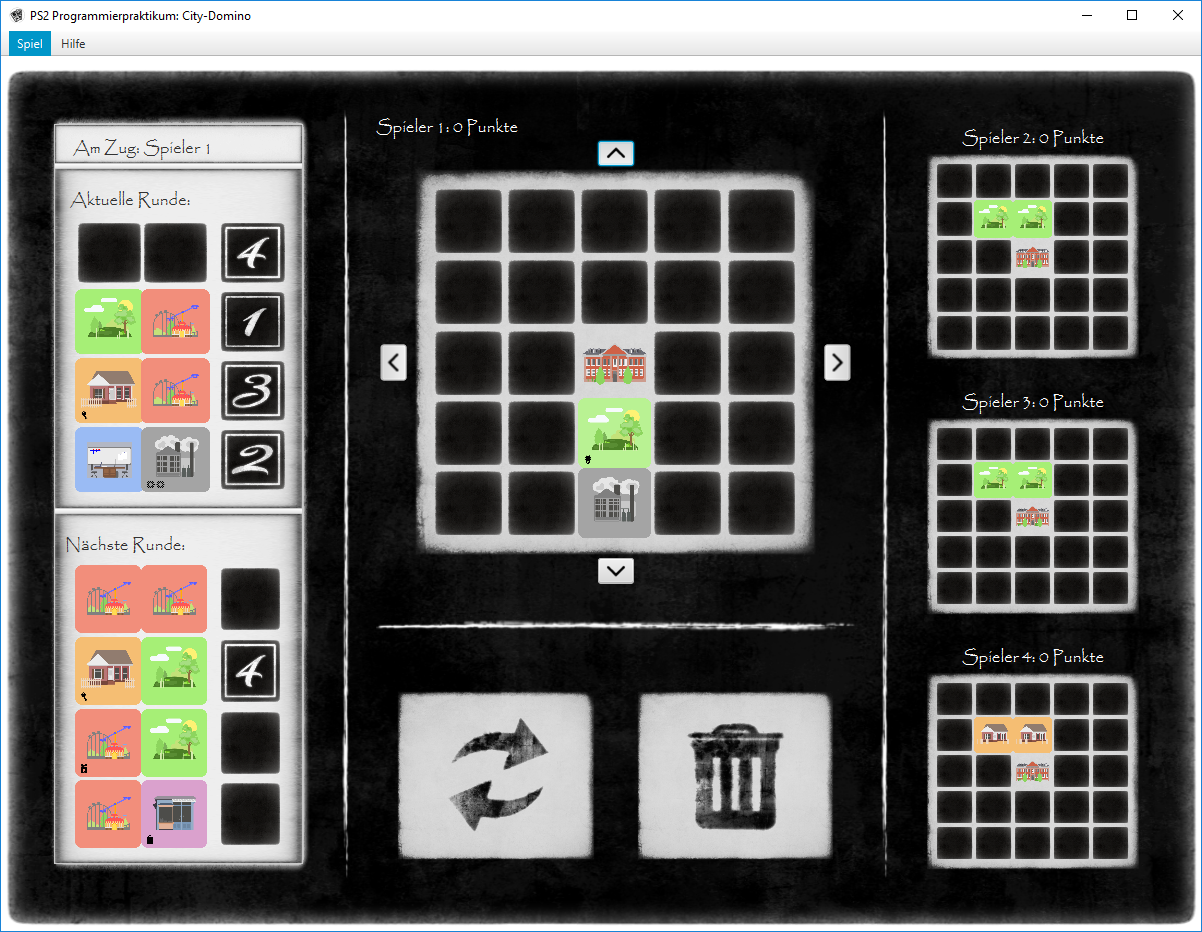 PS2 Programmierpraktikum: City-Domino
Spiel Hilfe
Am Zug: Spieler 1
Aktuelle Runde:
4
1
3
2
Nächste Runde:
4
Spieler 1: 0 Punkte
Spieler 2: 0 Punkte
Spieler 3: 0 Punkte
Spieler 4: 0 Punkte